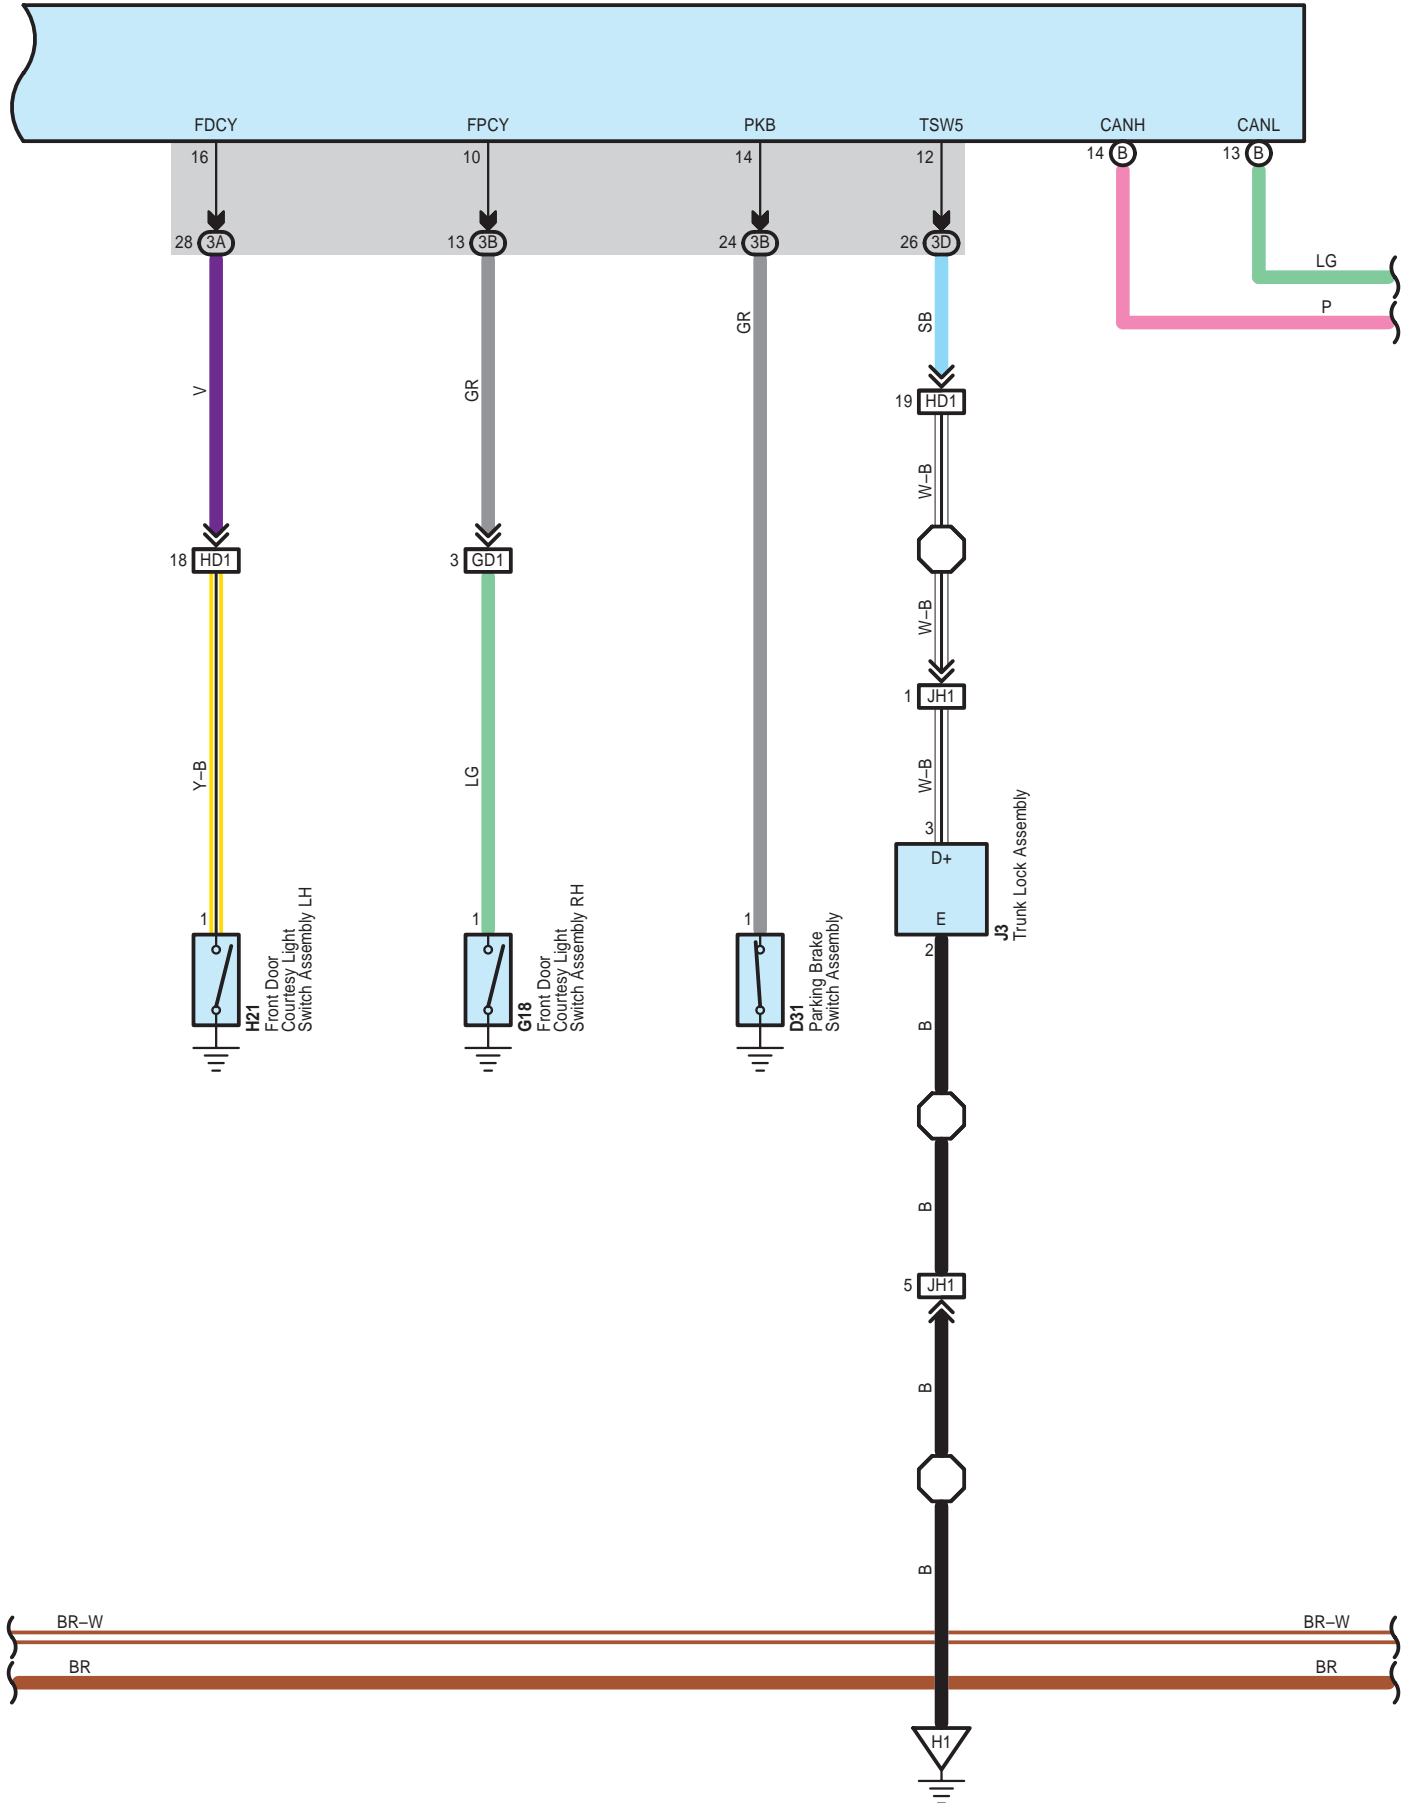 FDCY
FPCY
PKB
TSW5
CANH
CANL
16
10
14
12
14 B
13 B
28 3A
13 3B
24 3B
26 3D
LG
P
V
GR
GR
SB
19 HD1
W–B
18 HD1
3 GD1
W–B
1 JH1
Y–B
LG
W–B
3
D+
E
2
J3
Trunk Lock Assembly
1
H21
Front Door
Courtesy Light
Switch Assembly LH
1
G18
Front Door
Courtesy Light
Switch Assembly RH
1
D31
Parking Brake
Switch Assembly
B
B
5 JH1
B
B
BR–W
BR–W
BR
BR
H1